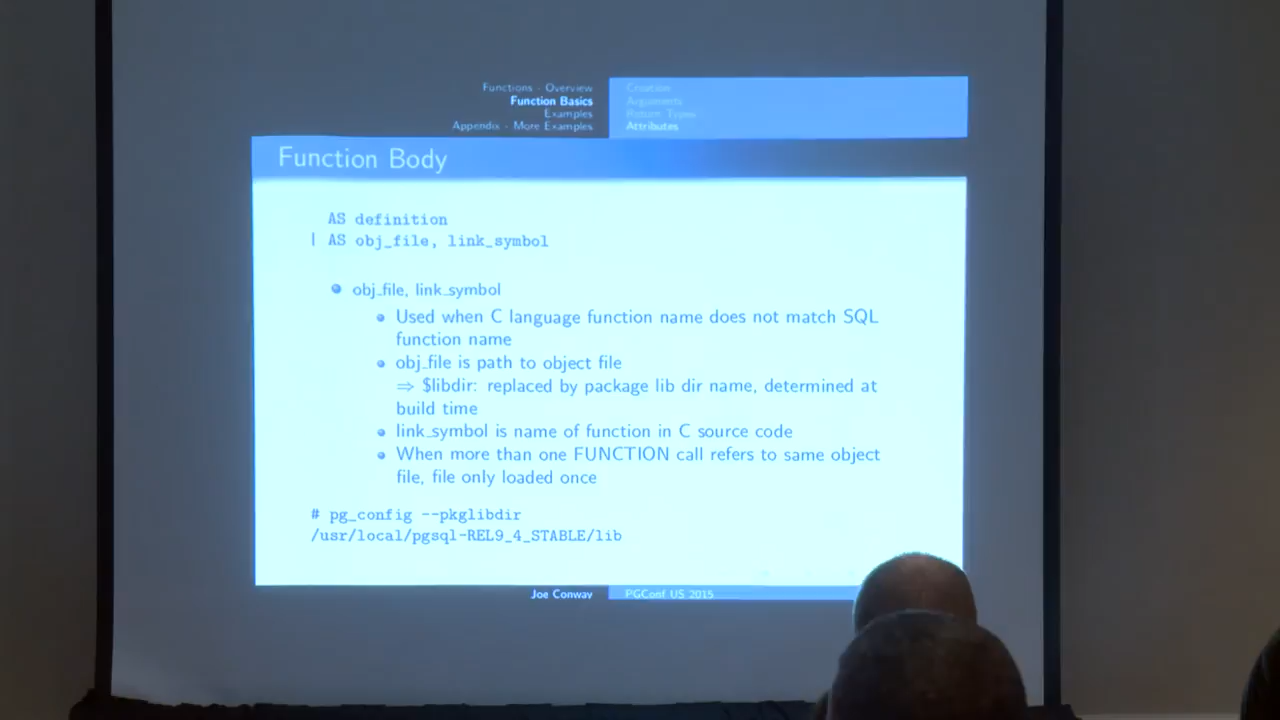 Functions - Overview
Function Basics
Examples
Appendix - More Examples
Creation
Arguments
Return Types
Attributes
Function Body
AS definition
| AS obj_file, link_symbol
obj_file, link_symbol
Used when C language function name does not match SQL
function name
obj_file is path to object file
⇒ $libdir: replaced by package lib dir name, determined at
build time
link_symbol is name of function in C source code
When more than one FUNCTION call refers to same object
file, file only loaded once
# pg_config --pkglibdir
/usr/local/pgsql-REL9_4_STABLE/lib
Joe Conway
PGConf US 2015